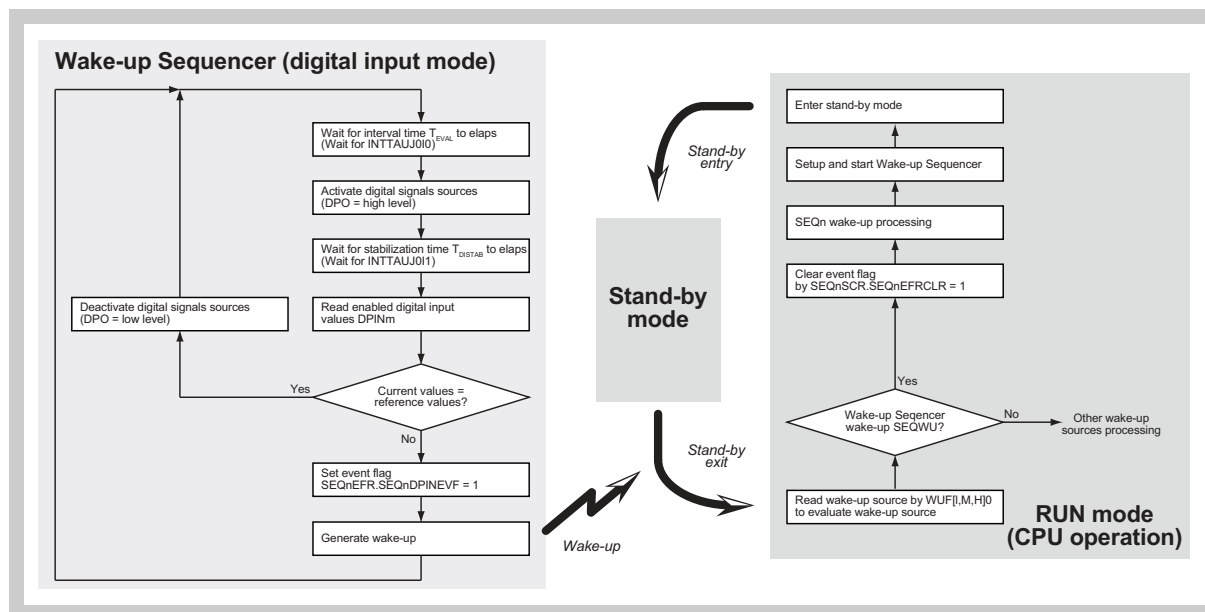 Wake-up Sequencer (digital input mode)
Wait for interval time TEVAL to elaps
(Wait for INTTAUJ0I0)
Activate digital signals sources
(DPO = high level)
Wait for stabilization time TDISTAB to elaps
(Wait for INTTAUJ0I1)
Deactivate digital signals sources
(DPO = low level)
Read enabled digital input
values DPINm
Yes
Current values =
reference values?
No
Set event flag
SEQnEFR.SEQnDPINEVF = 1
Generate wake-up
Wake-up
Stand-by
entry
Stand-by
mode
Stand-by
exit
Enter stand-by mode
Setup and start Wake-up Sequencer
SEQn wake-up processing
Clear event flag
by SEQnSCR.SEQnEFRCLR = 1
Yes
Wake-up Seqencer
wake-up SEQWU?
No
Other wake-up
sources processing
Read wake-up source by WUF[I,M,H]0
to evaluate wake-up source
RUN mode
(CPU operation)